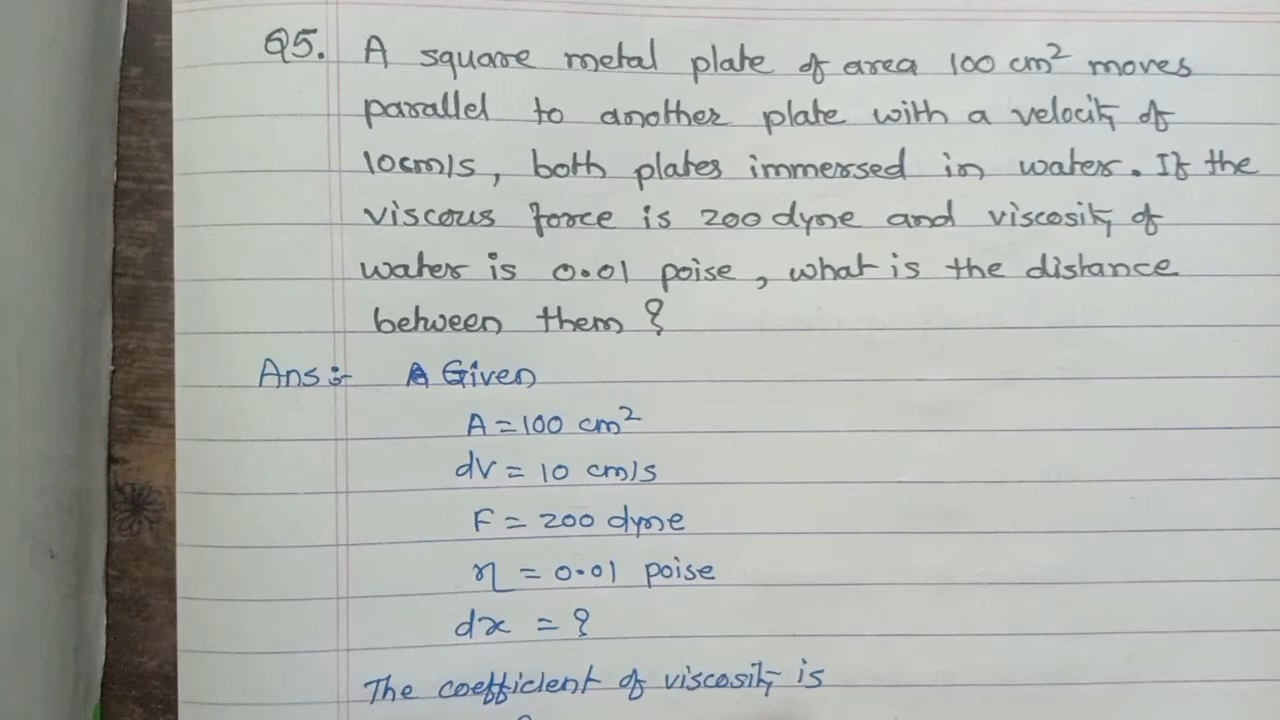 Q5. A square metal plate of area 100 cm² moves
parallel to another plate with a velocity of
10cm/s, both plates immersed in water. If the
viscous force is 200 dyne and viscosity of
water is 0.01 poise, what is the distance
between them ?
Ans :- A Given
A = 100 cm²
dv = 10 cm/s
F = 200 dyne
η = 0.01 poise
dx = ?
The coefficient of viscosity is